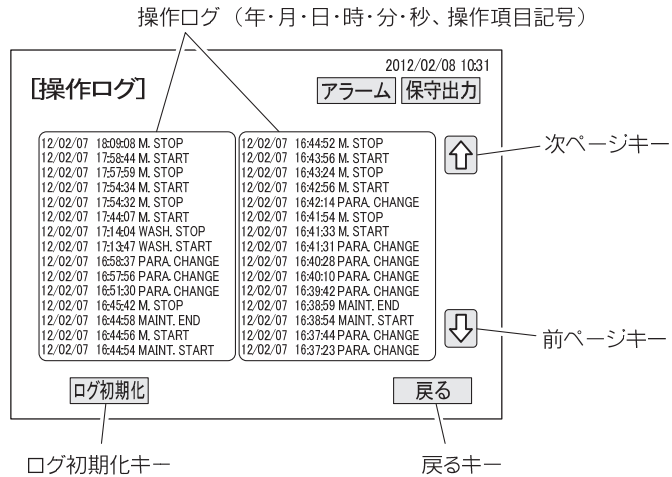 操作ログ（年・月・日・時・分・秒、操作項目記号）
2012/02/08 10:31
[操作ログ]
アラーム 保守出力
12/02/07 18:09:08 M. STOP
12/02/07 17:58:44 M. START
12/02/07 17:57:59 M. STOP
12/02/07 17:54:34 M. START
12/02/07 17:54:32 M. STOP
12/02/07 17:44:07 M. START
12/02/07 17:14:04 WASH. STOP
12/02/07 17:13:47 WASH. START
12/02/07 16:58:37 PARA. CHANGE
12/02/07 16:57:56 PARA. CHANGE
12/02/07 16:51:30 PARA. CHANGE
12/02/07 16:45:42 M. STOP
12/02/07 16:44:58 MAINT. END
12/02/07 16:44:56 M. START
12/02/07 16:44:54 MAINT. START
12/02/07 16:44:52 M. STOP
12/02/07 16:43:56 M. START
12/02/07 16:43:24 M. STOP
12/02/07 16:42:56 M. START
12/02/07 16:42:14 PARA. CHANGE
12/02/07 16:41:54 M. STOP
12/02/07 16:41:33 M. START
12/02/07 16:41:31 PARA. CHANGE
12/02/07 16:40:28 PARA. CHANGE
12/02/07 16:40:10 PARA. CHANGE
12/02/07 16:39:42 PARA. CHANGE
12/02/07 16:38:59 MAINT. END
12/02/07 16:38:54 MAINT. START
12/02/07 16:37:44 PARA. CHANGE
12/02/07 16:37:23 PARA. CHANGE
次ページキー
前ページキー
ログ初期化
戻る
ログ初期化キー
戻るキー